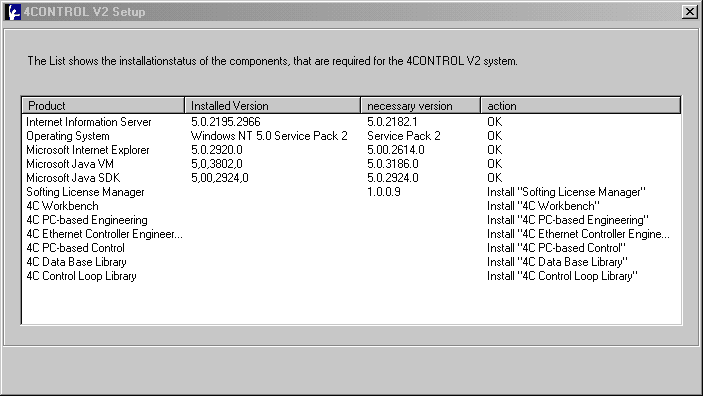 4CONTROL V2 Setup
The List shows the installationstatus of the components, that are required for the 4CONTROL V2 system.
Product Installed Version necessary version action
Internet Information Server 5.0.2195.2966 5.0.2182.1 OK
Operating System Windows NT 5.0 Service Pack 2 Service Pack 2 OK
Microsoft Internet Explorer 5.0.2920.0 5.00.2614.0 OK
Microsoft Java VM 5,0,3802,0 5.0.3186.0 OK
Microsoft Java SDK 5,00,2924,0 5.0.2924.0 OK
Softing License Manager 1.0.0.9 Install "Softing License Manager"
4C Workbench Install "4C Workbench"
4C PC-based Engineering Install "4C PC-based Engineering"
4C Ethernet Controller Engineer... Install "4C Ethernet Controller Engine...
4C PC-based Control Install "4C PC-based Control"
4C Data Base Library Install "4C Data Base Library"
4C Control Loop Library Install "4C Control Loop Library"